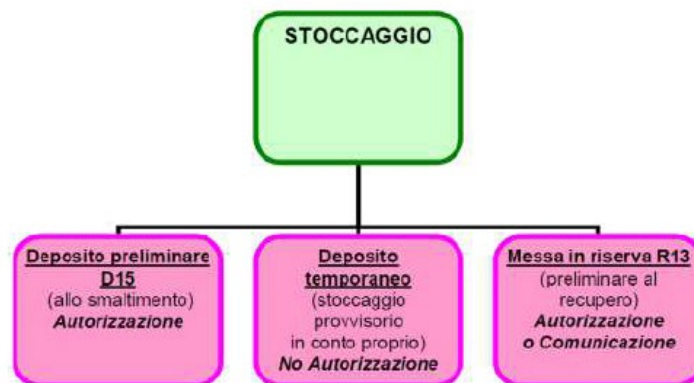 STOCCAGGIO
Deposito preliminare
D15
(allo smaltimento)
Autorizzazione
Deposito
temporaneo
(stoccaggio
provvisorio
in conto proprio)
No Autorizzazione
Messa in riserva R13
(preliminare al
recupero)
Autorizzazione
o Comunicazione